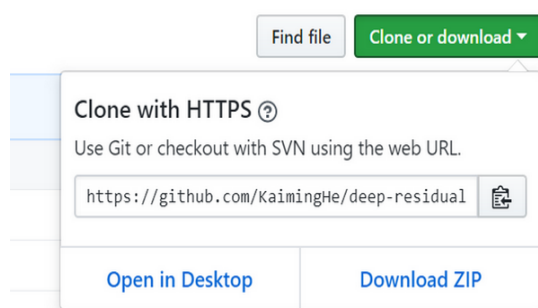 Find file
Clone or download
Clone with HTTPS
Use Git or checkout with SVN using the web URL.
https://github.com/KaimingHe/deep-residual
Open in Desktop
Download ZIP